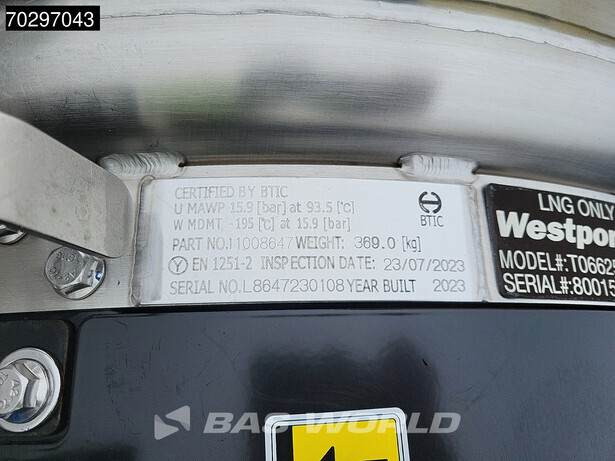 70297043
CERTIFIED BY BTIC
U MAWP 15.9 [bar] at 93.5 [°C]
W MDMT -195 [°C] at 15.9 [bar]
BTIC
PART NO.11008647 WEIGHT: 369.0 [kg]
Y EN 1251-2 INSPECTION DATE: 23/07/2023
SERIAL NO.L8647230108 YEAR BUILT 2023
LNG ONLY
Westpor
MODEL#:T0662
SERIAL#:80015
BAS WORLD